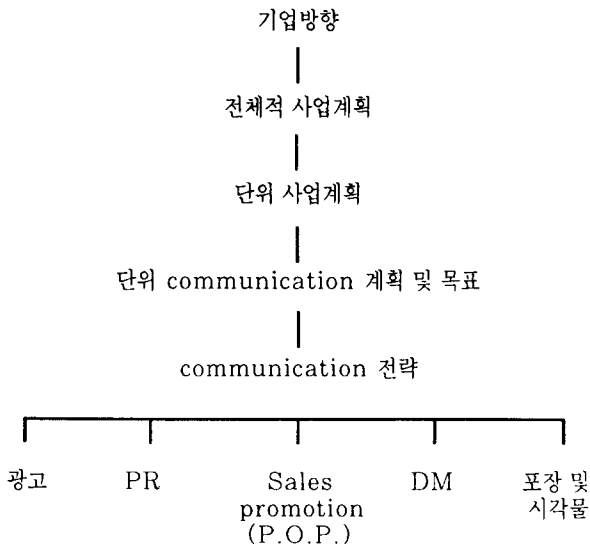 기업방향
전체적 사업계획
단위 사업계획
단위 communication 계획 및 목표
communication 전략
광고
PR
Sales
promotion
(P.O.P.)
DM
포장 및
시각물